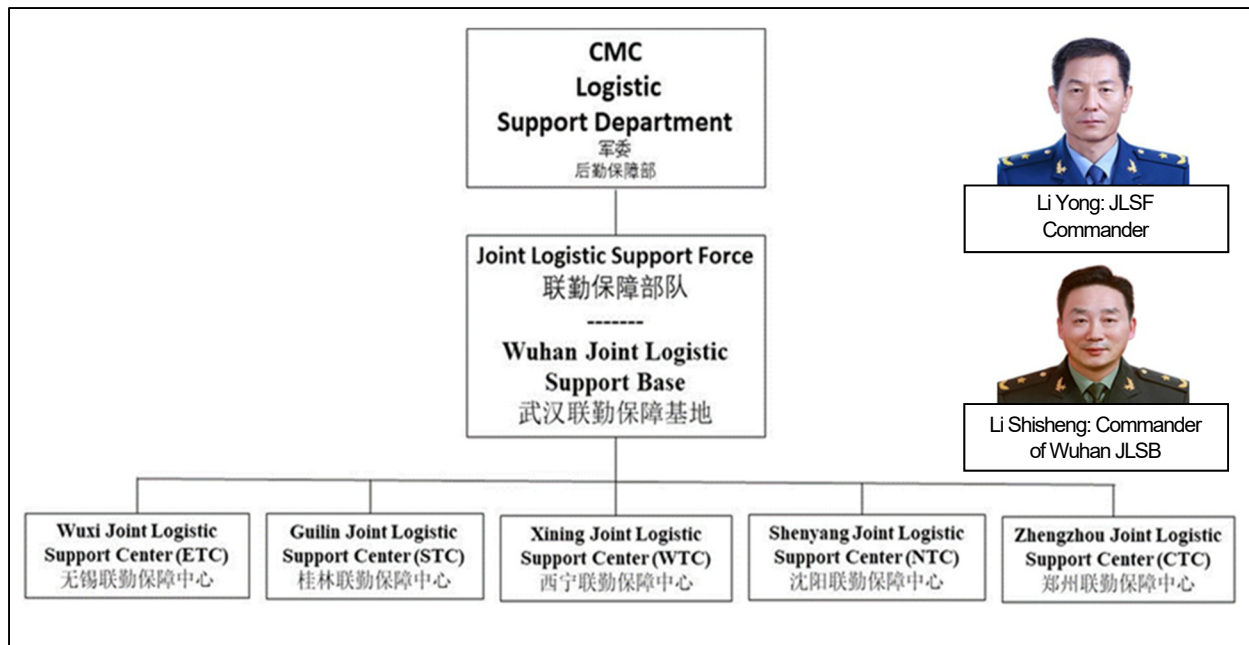 CMC
Logistic
Support Department
军委
后勤保障部
Li Yong: JLSF
Commander
Joint Logistic Support Force
联勤保障部队
-------
Wuhan Joint Logistic
Support Base
武汉联勤保障基地
Li Shisheng: Commander
of Wuhan JLSB
Wuxi Joint Logistic
Support Center (ETC)
无锡联勤保障中心
Guilin Joint Logistic
Support Center (STC)
桂林联勤保障中心
Xining Joint Logistic
Support Center (WTC)
西宁联勤保障中心
Shenyang Joint Logistic
Support Center (NTC)
沈阳联勤保障中心
Zhengzhou Joint Logistic
Support Center (CTC)
郑州联勤保障中心